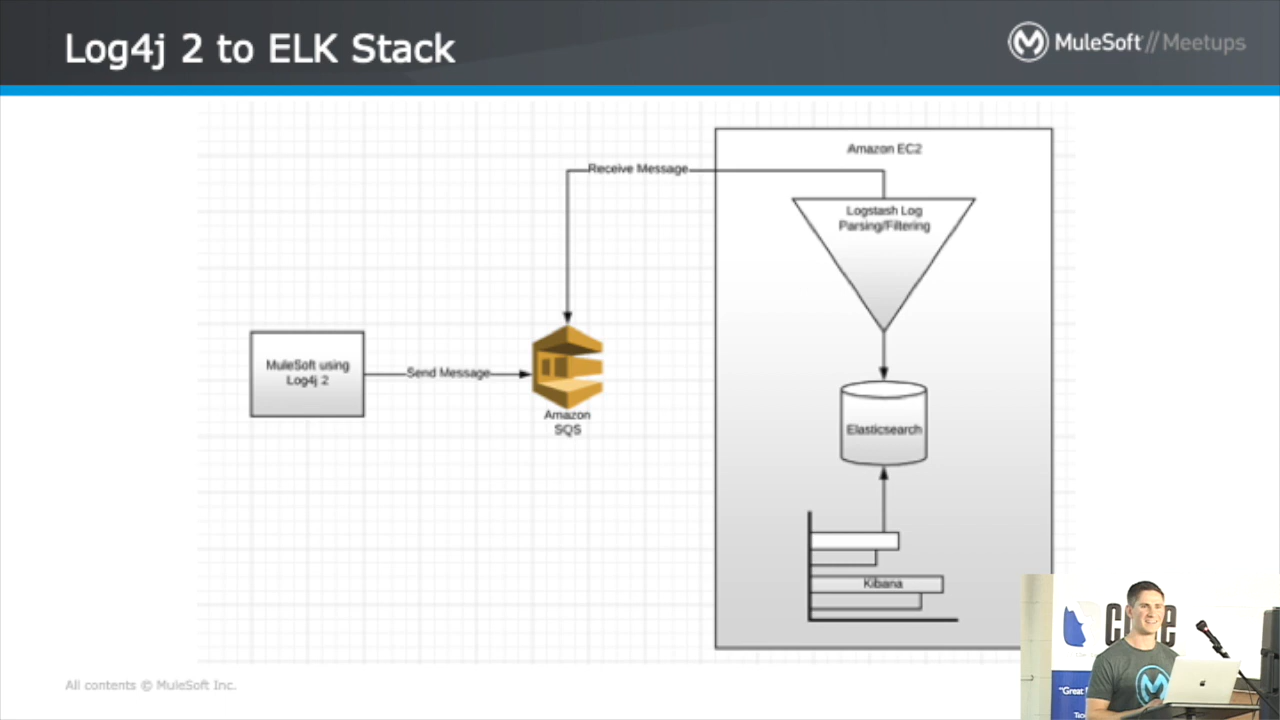 Log4j 2 to ELK Stack
MuleSoft // Meetups
Amazon EC2
Receive Message
Logstash Log
Parsing/Filtering
MuleSoft using
Log4j 2
Send Message
Amazon
SQS
Elasticsearch
Kibana
"Great
All contents © MuleSoft Inc.